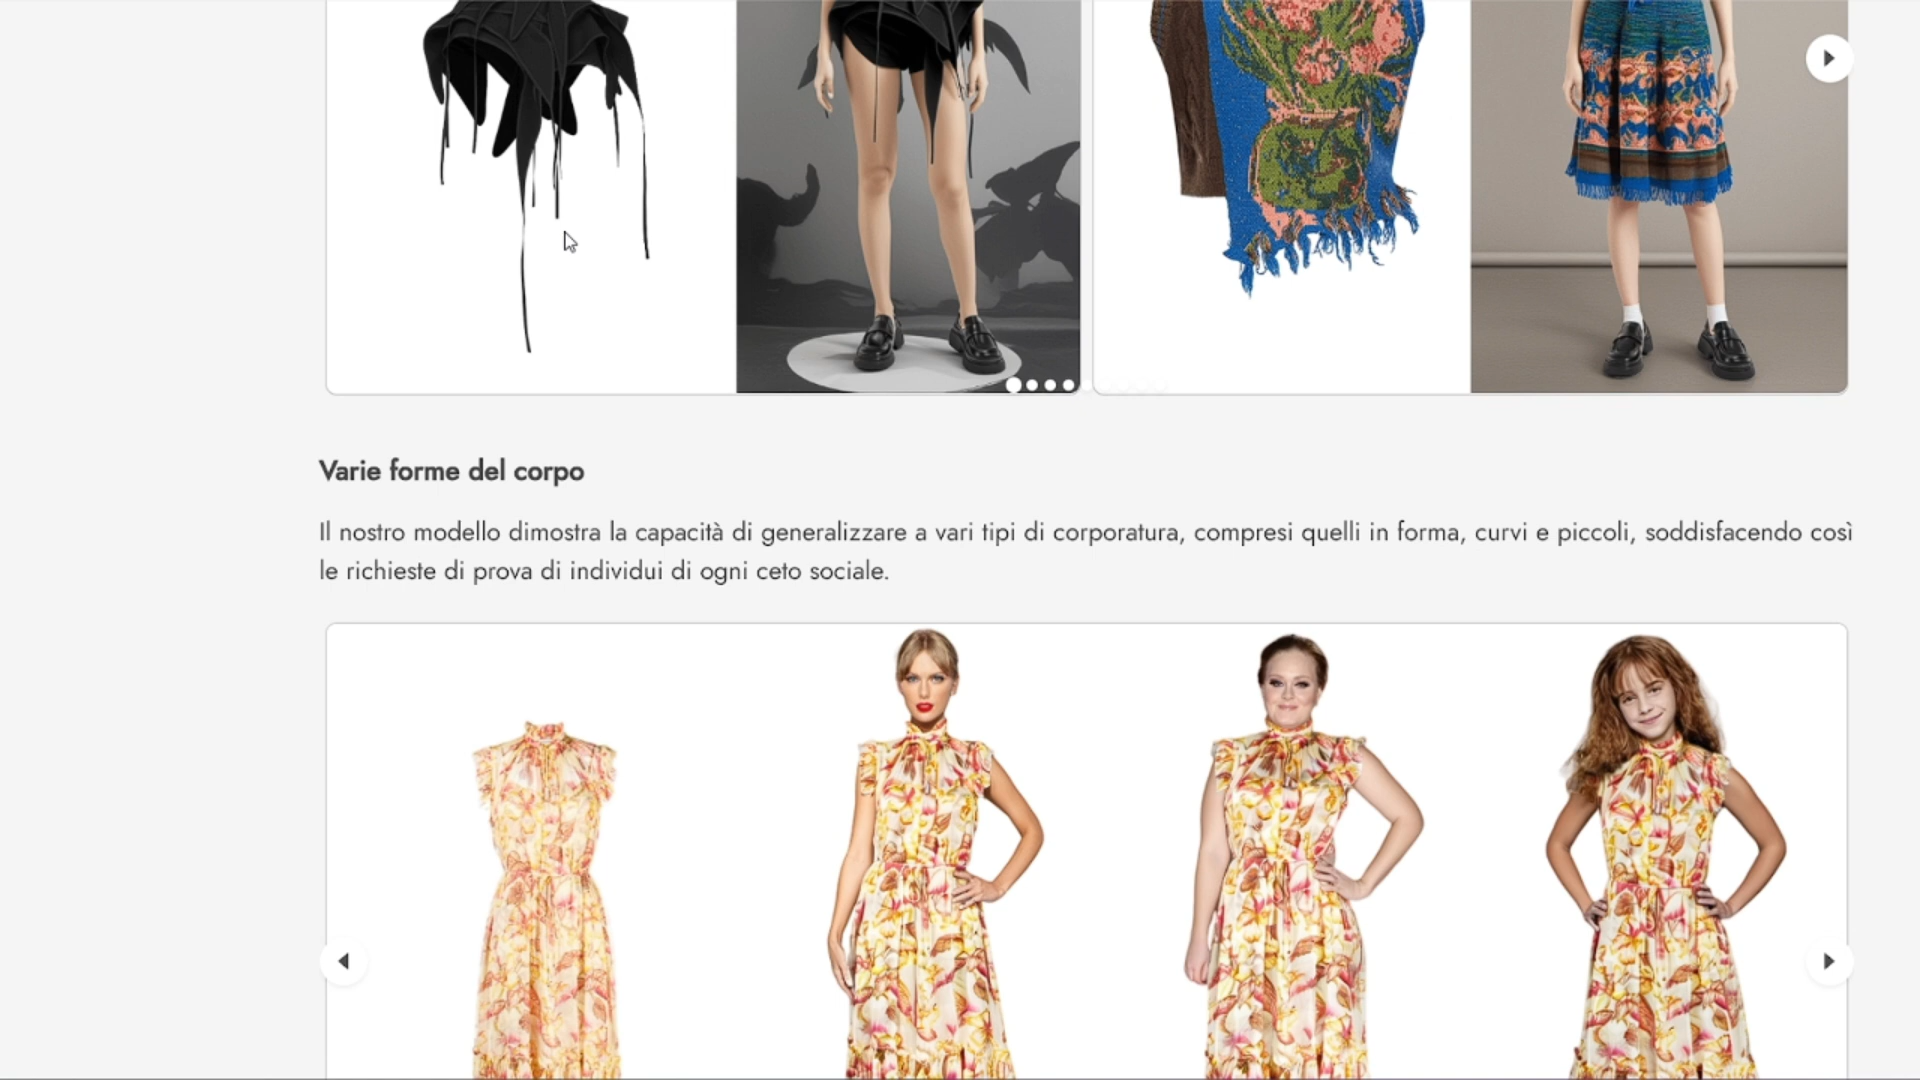 Varie forme del corpo
Il nostro modello dimostra la capacità di generalizzare a vari tipi di corporatura, compresi quelli in forma, curvi e piccoli, soddisfacendo così
le richieste di prova di individui di ogni ceto sociale.